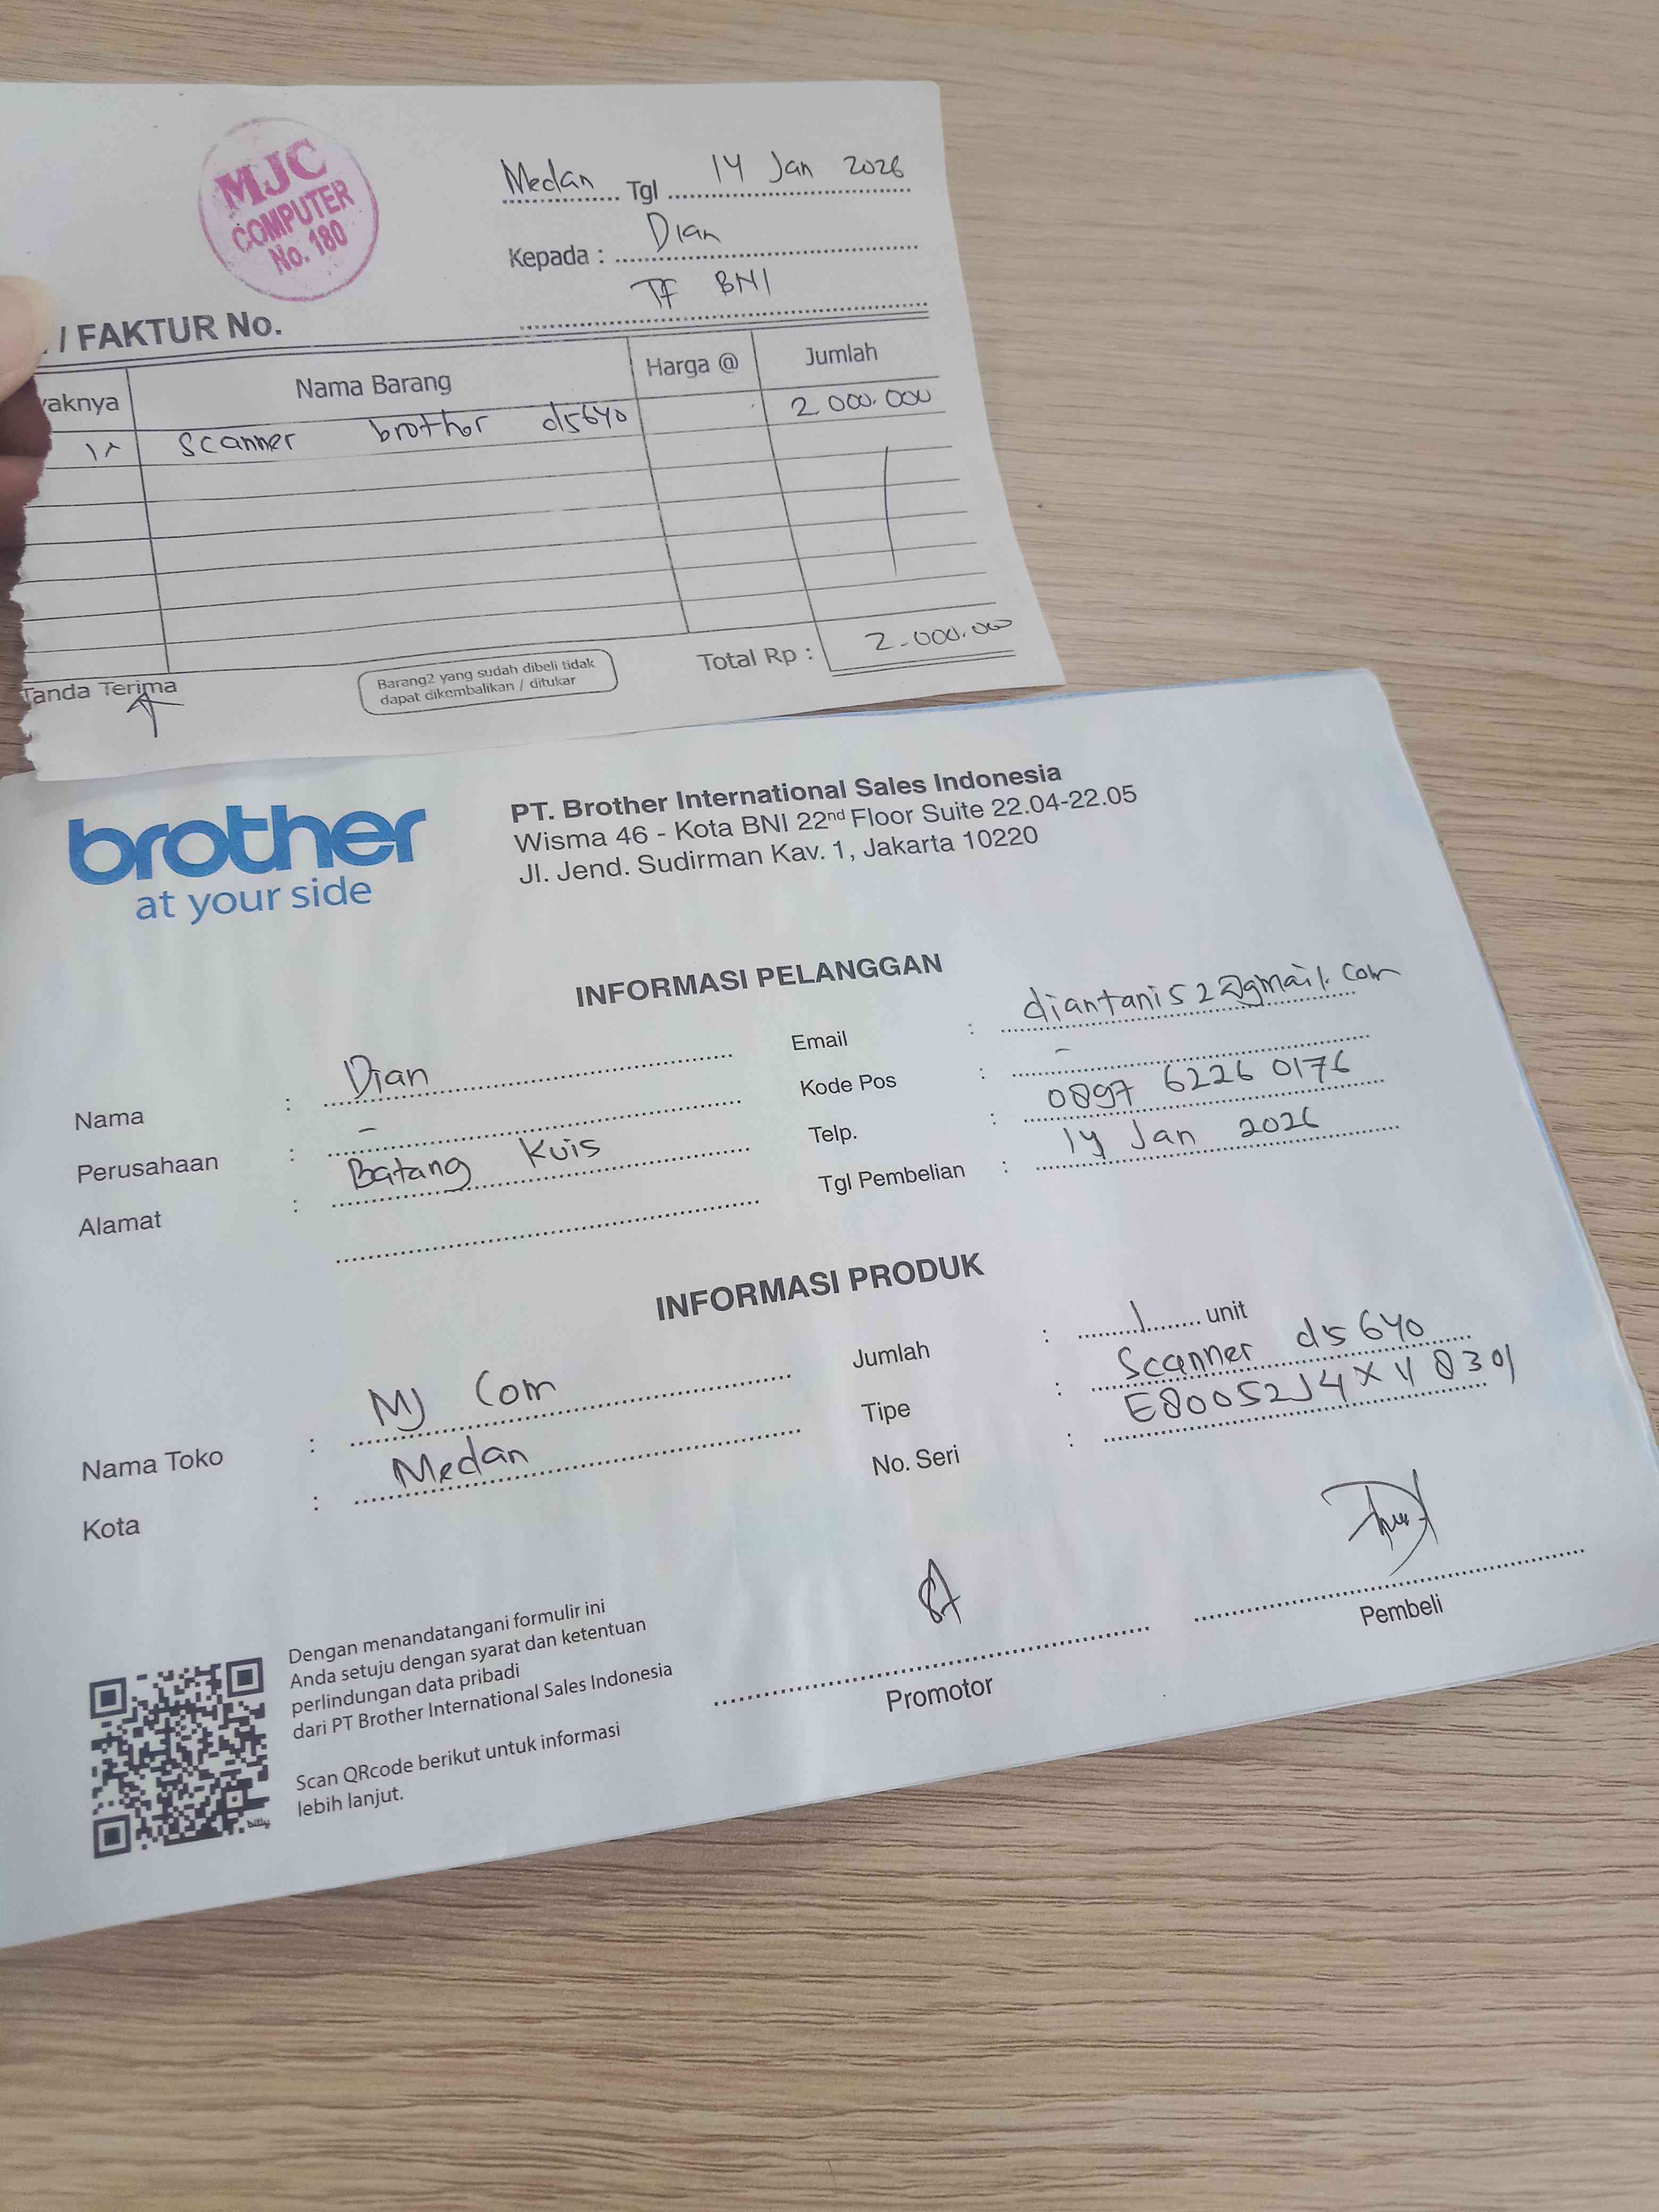 MJC
COMPUTER
No. 180
Medan Tgl 14 Jan 2026
Kepada : Dian
TF BNI
/ FAKTUR No.
yaknya Nama Barang Harga @ Jumlah
1x scanner brother ds640 2.000.000
Total Rp : 2.000.000
Tanda Terima
Barang2 yang sudah dibeli tidak
dapat dikembalikan / ditukar
brother
at your side
PT. Brother International Sales Indonesia
Wisma 46 - Kota BNI 22nd Floor Suite 22.04-22.05
Jl. Jend. Sudirman Kav. 1, Jakarta 10220
INFORMASI PELANGGAN
Nama : Dian
Perusahaan : -
Alamat : Batang Kuis
Email : diantanis2@gmail.com
Kode Pos : -
Telp. : 0897 6226 0176
Tgl Pembelian : 14 Jan 2026
INFORMASI PRODUK
Nama Toko : MJ Com
Kota : Medan
Jumlah : 1 unit
Tipe : Scanner ds640
No. Seri :
Dengan menandatangani formulir ini
Anda setuju dengan syarat dan ketentuan
perlindungan data pribadi
dari PT Brother International Sales Indonesia
Scan QRcode berikut untuk informasi
lebih lanjut.
bitly
Promotor
Pembeli